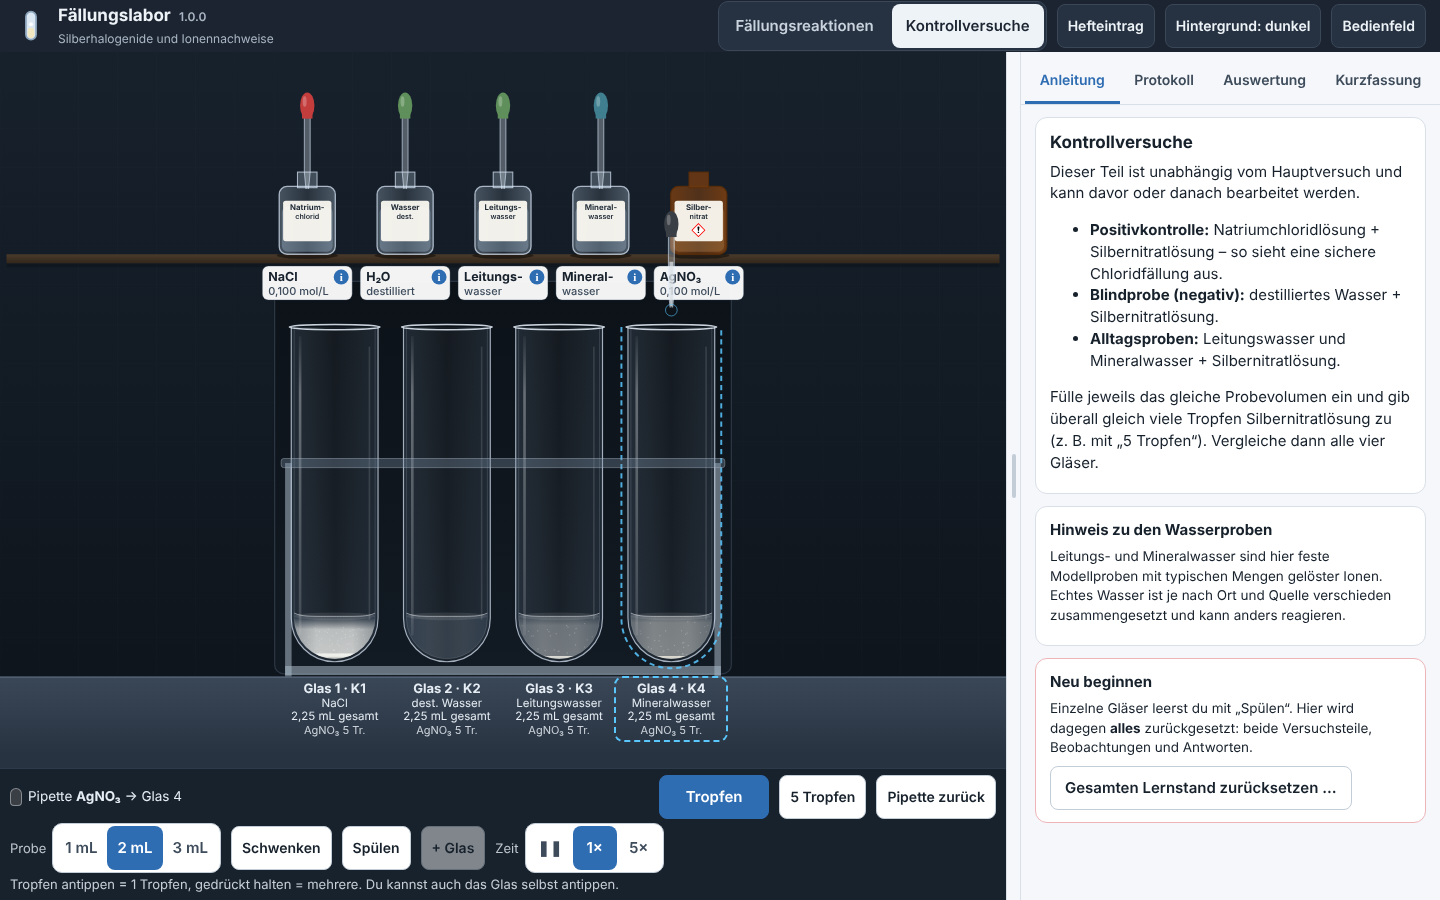 Fällungslabor 1.0.0
Silberhalogenide und Ionennachweise
Fällungsreaktionen
Kontrollversuche
Hefteintrag
Hintergrund: dunkel
Bedienfeld
Natrium-
chlorid
Wasser
dest.
Leitungs-
wasser
Mineral-
wasser
Silber-
nitrat
NaCl i
0,100 mol/L
H₂O i
destilliert
Leitungs- i
wasser
Mineral- i
wasser
AgNO₃ i
0,100 mol/L
Glas 1 · K1
NaCl
2,25 mL gesamt
AgNO₃ 5 Tr.
Glas 2 · K2
dest. Wasser
2,25 mL gesamt
AgNO₃ 5 Tr.
Glas 3 · K3
Leitungswasser
2,25 mL gesamt
AgNO₃ 5 Tr.
Glas 4 · K4
Mineralwasser
2,25 mL gesamt
AgNO₃ 5 Tr.
Pipette AgNO₃ → Glas 4
Tropfen
5 Tropfen
Pipette zurück
Probe
1 mL
2 mL
3 mL
Schwenken
Spülen
+ Glas
Zeit
1×
5×
Tropfen antippen = 1 Tropfen, gedrückt halten = mehrere. Du kannst auch das Glas selbst antippen.
Anleitung
Protokoll
Auswertung
Kurzfassung
Kontrollversuche
Dieser Teil ist unabhängig vom Hauptversuch und
kann davor oder danach bearbeitet werden.
• Positivkontrolle: Natriumchloridlösung +
Silbernitratlösung – so sieht eine sichere
Chloridfällung aus.
• Blindprobe (negativ): destilliertes Wasser +
Silbernitratlösung.
• Alltagsproben: Leitungswasser und
Mineralwasser + Silbernitratlösung.
Fülle jeweils das gleiche Probevolumen ein und gib
überall gleich viele Tropfen Silbernitratlösung zu
(z. B. mit „5 Tropfen“). Vergleiche dann alle vier
Gläser.
Hinweis zu den Wasserproben
Leitungs- und Mineralwasser sind hier feste
Modellproben mit typischen Mengen gelöster Ionen.
Echtes Wasser ist je nach Ort und Quelle verschieden
zusammengesetzt und kann anders reagieren.
Neu beginnen
Einzelne Gläser leerst du mit „Spülen“. Hier wird
dagegen alles zurückgesetzt: beide Versuchsteile,
Beobachtungen und Antworten.
Gesamten Lernstand zurücksetzen …